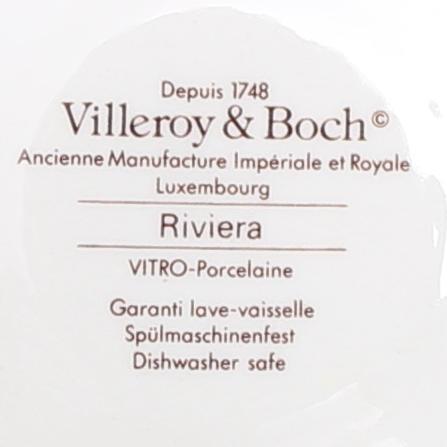 Depuis 1748
Villeroy & Boch©
Ancienne Manufacture Impériale et Royale
Luxembourg
Riviera
VITRO-Porcelaine
Garanti lave-vaisselle
Spülmaschinenfest
Dishwasher safe